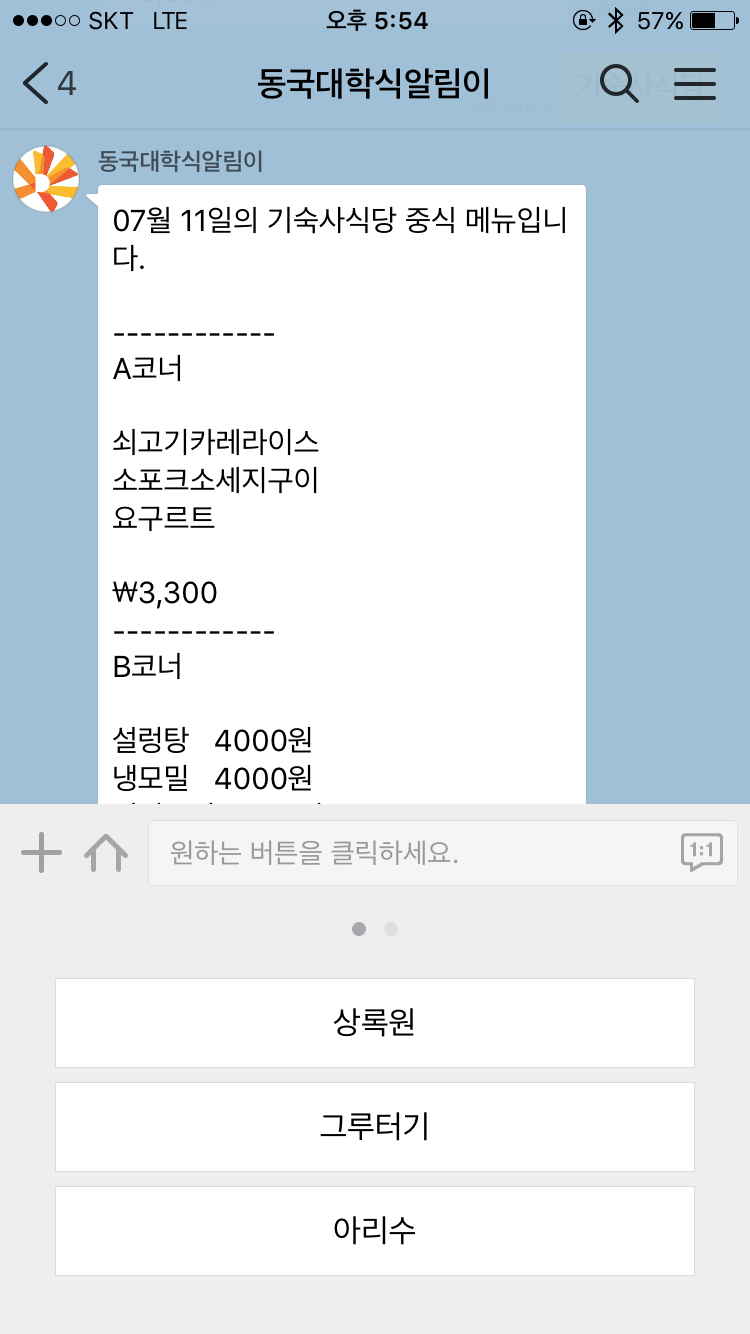 SKT LTE 오후 5:54 57%
4 동국대학식알림이
동국대학식알림이
07월 11일의 기숙사식당 중식 메뉴입니
다.
------------
A코너
쇠고기카레라이스
소포크소세지구이
요구르트
₩3,300
------------
B코너
설렁탕 4000원
냉모밀 4000원
원하는 버튼을 클릭하세요. 1:1
상록원
그루터기
아리수